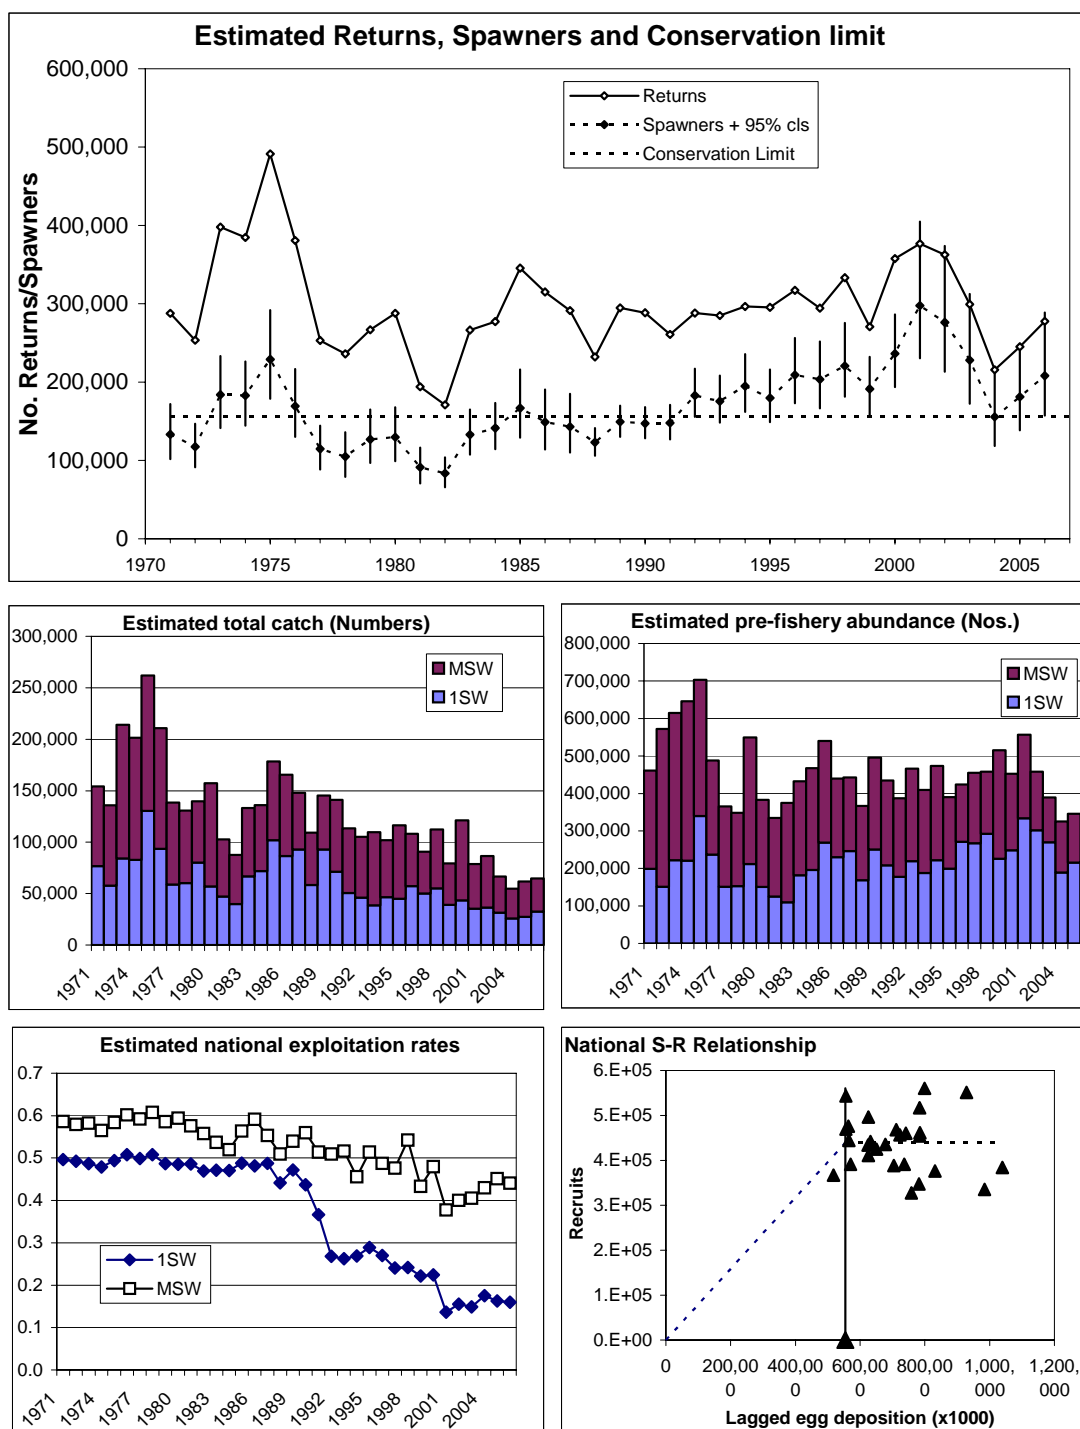 Estimated Returns, Spawners and Conservation limit
No. Returns/Spawners
600,000
500,000
400,000
300,000
200,000
100,000
0
Returns
Spawners + 95% cls
Conservation Limit
1970 1975 1980 1985 1990 1995 2000 2005
Estimated total catch (Numbers)
300,000
250,000
200,000
150,000
100,000
50,000
0
MSW
1SW
1971 1974 1977 1980 1983 1986 1989 1992 1995 1998 2001 2004
Estimated pre-fishery abundance (Nos.)
800,000
700,000
600,000
500,000
400,000
300,000
200,000
100,000
0
MSW
1SW
1971 1974 1977 1980 1983 1986 1989 1992 1995 1998 2001 2004
Estimated national exploitation rates
0.7
0.6
0.5
0.4
0.3
0.2
0.1
0.0
1SW
MSW
1971 1974 1977 1980 1983 1986 1989 1992 1995 1998 2001 2004
National S-R Relationship
Recruits
6.E+05
5.E+05
4.E+05
3.E+05
2.E+05
1.E+05
0.E+00
0 200,00 400,00 600,00 800,00 1,000, 1,200,
0 0 0 0 000 000
Lagged egg deposition (x1000)